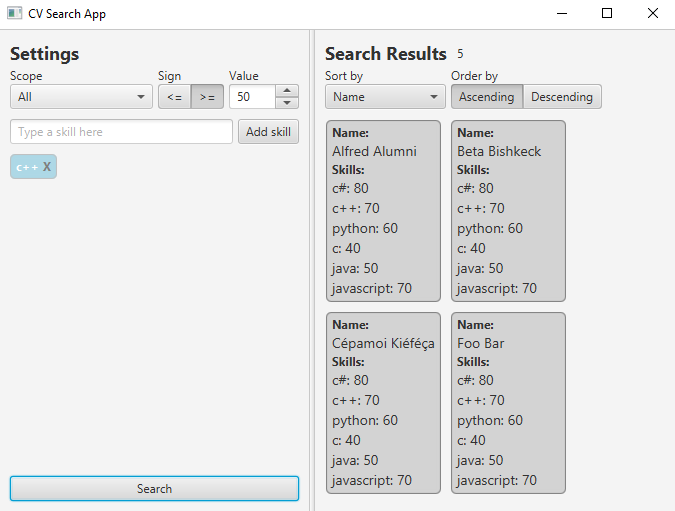 CV Search App
Settings
Scope Sign Value
All <= >= 50
Type a skill here Add skill
c++ X
Search
Search Results 5
Sort by Order by
Name Ascending Descending
Name:
Alfred Alumni
Skills:
c#: 80
c++: 70
python: 60
c: 40
java: 50
javascript: 70
Name:
Beta Bishkeck
Skills:
c#: 80
c++: 70
python: 60
c: 40
java: 50
javascript: 70
Name:
Cépamoi Kiéféça
Skills:
c#: 80
c++: 70
python: 60
c: 40
java: 50
javascript: 70
Name:
Foo Bar
Skills:
c#: 80
c++: 70
python: 60
c: 40
java: 50
javascript: 70